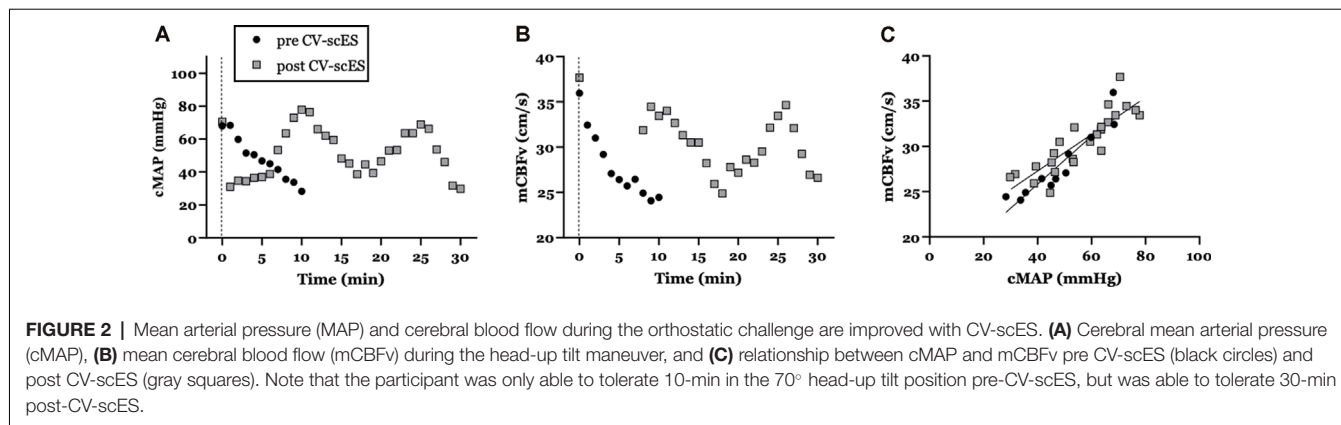 A
pre CV-scES
post CV-scES
100
80
60
40
20
0
cMAP (mmHg)
0 5 10 15 20 25 30
Time (min)
B
40
35
30
25
20
mCBFv (cm/s)
0 5 10 15 20 25 30
Time (min)
C
40
35
30
25
20
mCBFv (cm/s)
0 20 40 60 80 100
cMAP (mmHg)
FIGURE 2 | Mean arterial pressure (MAP) and cerebral blood flow during the orthostatic challenge are improved with CV-scES. (A) Cerebral mean arterial pressure
(cMAP), (B) mean cerebral blood flow (mCBFv) during the head-up tilt maneuver, and (C) relationship between cMAP and mCBFv pre CV-scES (black circles) and
post CV-scES (gray squares). Note that the participant was only able to tolerate 10-min in the 70° head-up tilt position pre-CV-scES, but was able to tolerate 30-min
post-CV-scES.